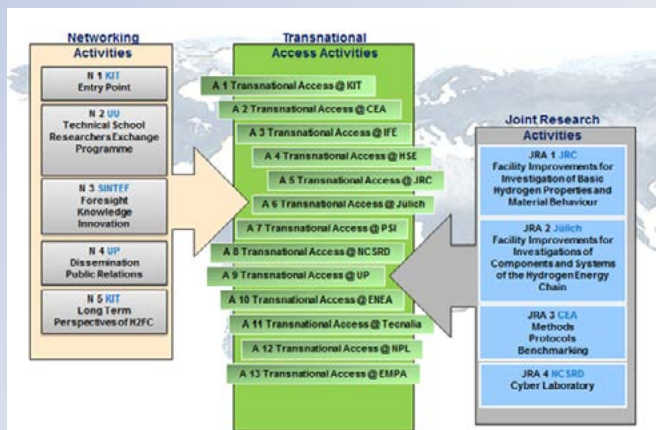 Networking
Activities
N 1 KIT
Entry Point
N 2 UU
Technical School
Researchers Exchange
Programme
N 3 SINTEF
Foresight
Knowledge
Innovation
N 4 UP
Dissemination
Public Relations
N 5 KIT
Long Term
Perspectives of H2FC
Transnational
Access Activities
A 1 Transnational Access @ KIT
A 2 Transnational Access @ CEA
A 3 Transnational Access @ IFE
A 4 Transnational Access @ HSE
A 5 Transnational Access @ JRC
A 6 Transnational Access @ Jülich
A 7 Transnational Access @ PSI
A 8 Transnational Access @ NCSRD
A 9 Transnational Access @ UP
A 10 Transnational Access @ ENEA
A 11 Transnational Access @ Tecnalia
A 12 Transnational Access @ NPL
A 13 Transnational Access @ EMPA
Joint Research
Activities
JRA 1 JRC
Facility Improvements for
Investigation of Basic
Hydrogen Properties and
Material Behaviour
JRA 2 Jülich
Facility Improvements for
Investigations of
Components and Systems
of the Hydrogen Energy
Chain
JRA 3 CEA
Methods
Protocols
Benchmarking
JRA 4 NCSRD
Cyber Laboratory